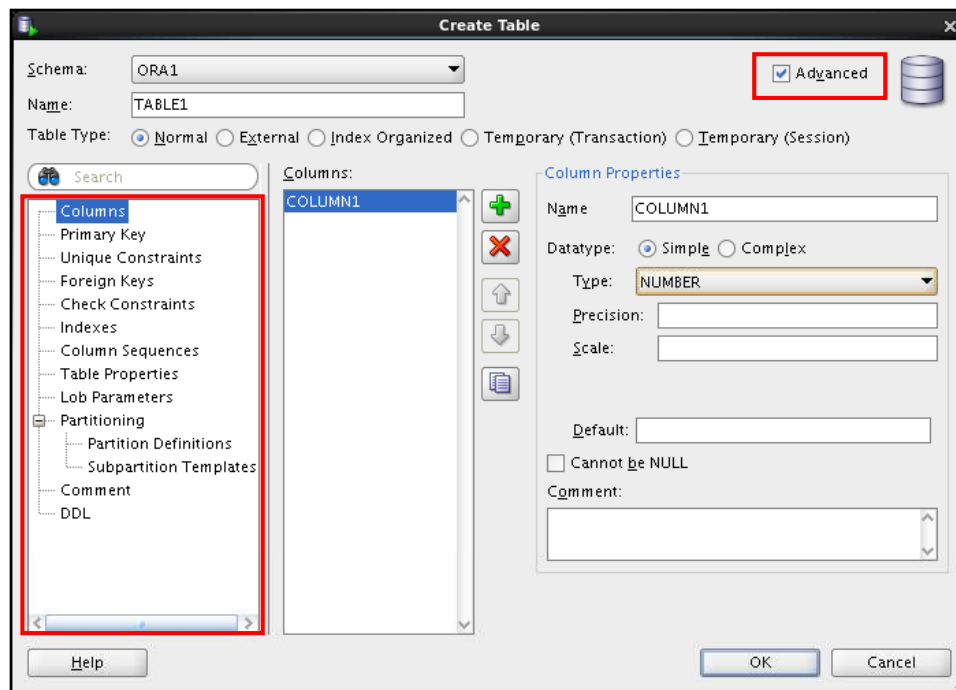 Create Table
Schema: ORA1
Advanced
Name: TABLE1
Table Type: Normal External Index Organized Temporary (Transaction) Temporary (Session)
Search
Columns
Primary Key
Unique Constraints
Foreign Keys
Check Constraints
Indexes
Column Sequences
Table Properties
Lob Parameters
Partitioning
Partition Definitions
Subpartition Templates
Comment
DDL
Columns:
COLUMN1
Column Properties
Name COLUMN1
Datatype: Simple Complex
Type: NUMBER
Precision:
Scale:
Default:
Cannot be NULL
Comment:
Help
OK
Cancel